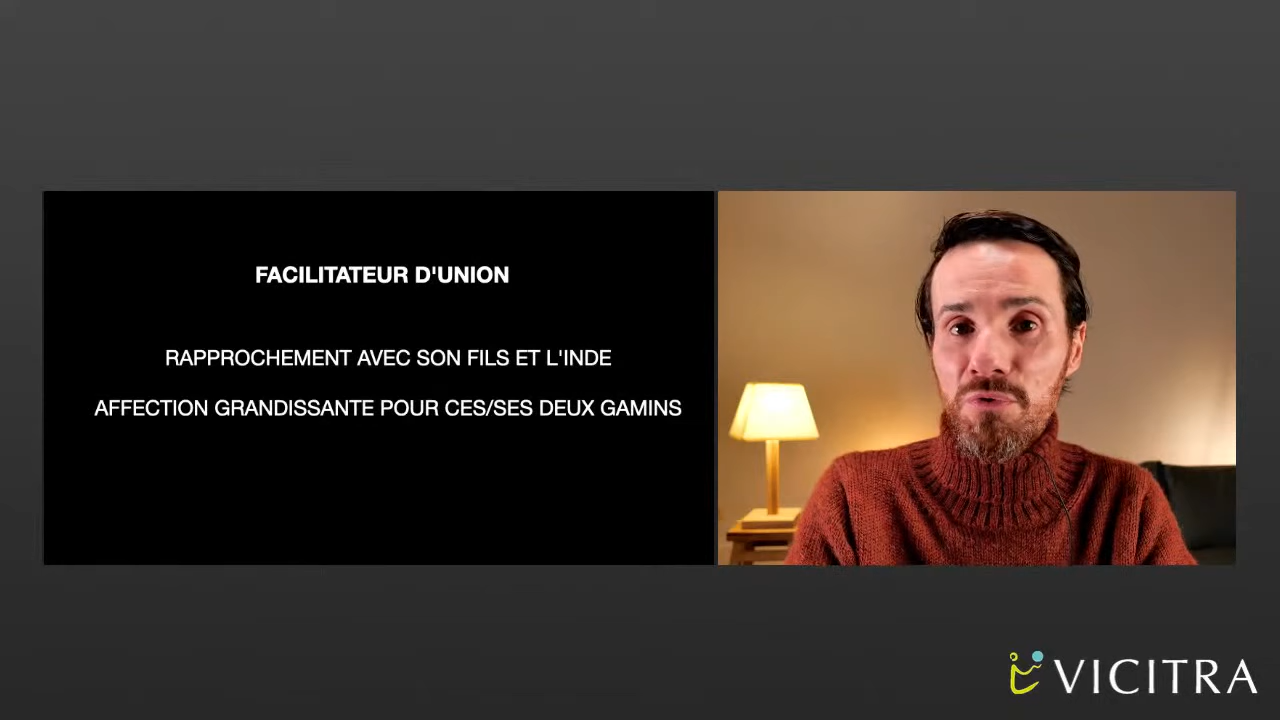 FACILITATEUR D'UNION
RAPPROCHEMENT AVEC SON FILS ET L'INDE
AFFECTION GRANDISSANTE POUR CES/SES DEUX GAMINS
VICITRA